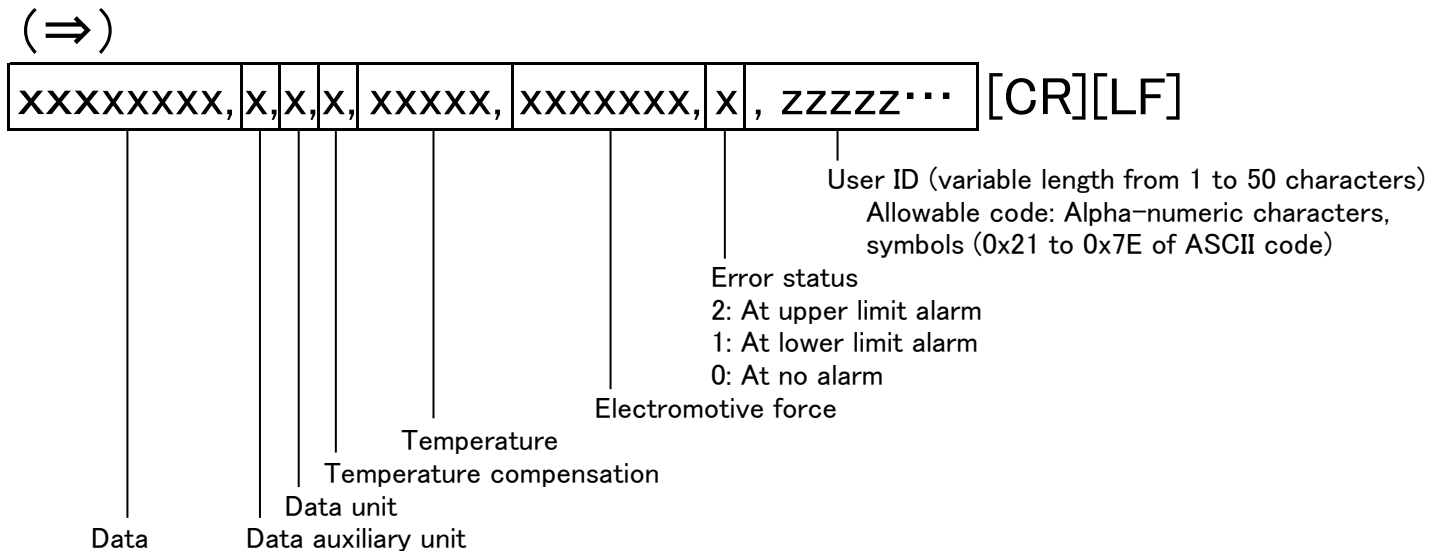 (⇒)
xxxxxxxx, x, x, x, xxxxx, xxxxxxx, x , zzzzz··· [CR][LF]
User ID (variable length from 1 to 50 characters)
Allowable code: Alpha-numeric characters,
symbols (0x21 to 0x7E of ASCII code)
Error status
2: At upper limit alarm
1: At lower limit alarm
0: At no alarm
Electromotive force
Temperature
Temperature compensation
Data unit
Data Data auxiliary unit